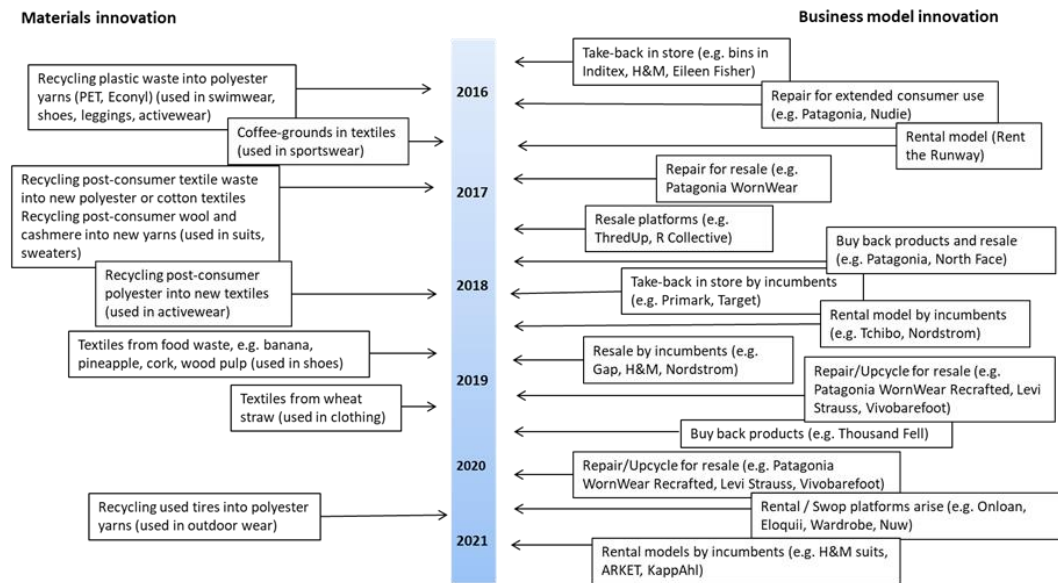 Materials innovation
Business model innovation
Recycling plastic waste into polyester
yarns (PET, Econyl) (used in swimwear,
shoes, leggings, activewear)
Coffee-grounds in textiles
(used in sportswear)
Recycling post-consumer textile waste
into new polyester or cotton textiles
Recycling post-consumer wool and
cashmere into new yarns (used in suits,
sweaters)
Recycling post-consumer
polyester into new textiles
(used in activewear)
Textiles from food waste, e.g. banana,
pineapple, cork, wood pulp (used in shoes)
Textiles from wheat
straw (used in clothing)
Recycling used tires into polyester
yarns (used in outdoor wear)
2016
2017
2018
2019
2020
2021
Take-back in store (e.g. bins in
Inditex, H&M, Eileen Fisher)
Repair for extended consumer use
(e.g. Patagonia, Nudie)
Rental model (Rent
the Runway)
Repair for resale (e.g.
Patagonia WornWear
Resale platforms (e.g.
ThredUp, R Collective)
Buy back products and resale
(e.g. Patagonia, North Face)
Take-back in store by incumbents
(e.g. Primark, Target)
Rental model by incumbents
(e.g. Tchibo, Nordstrom)
Resale by incumbents (e.g.
Gap, H&M, Nordstrom)
Repair/Upcycle for resale (e.g.
Patagonia WornWear Recrafted, Levi
Strauss, Vivobarefoot)
Buy back products (e.g. Thousand Fell)
Repair/Upcycle for resale (e.g. Patagonia
WornWear Recrafted, Levi Strauss, Vivobarefoot)
Rental / Swop platforms arise (e.g. Onloan,
Eloquii, Wardrobe, Nuw)
Rental models by incumbents (e.g. H&M suits,
ARKET, KappAhl)